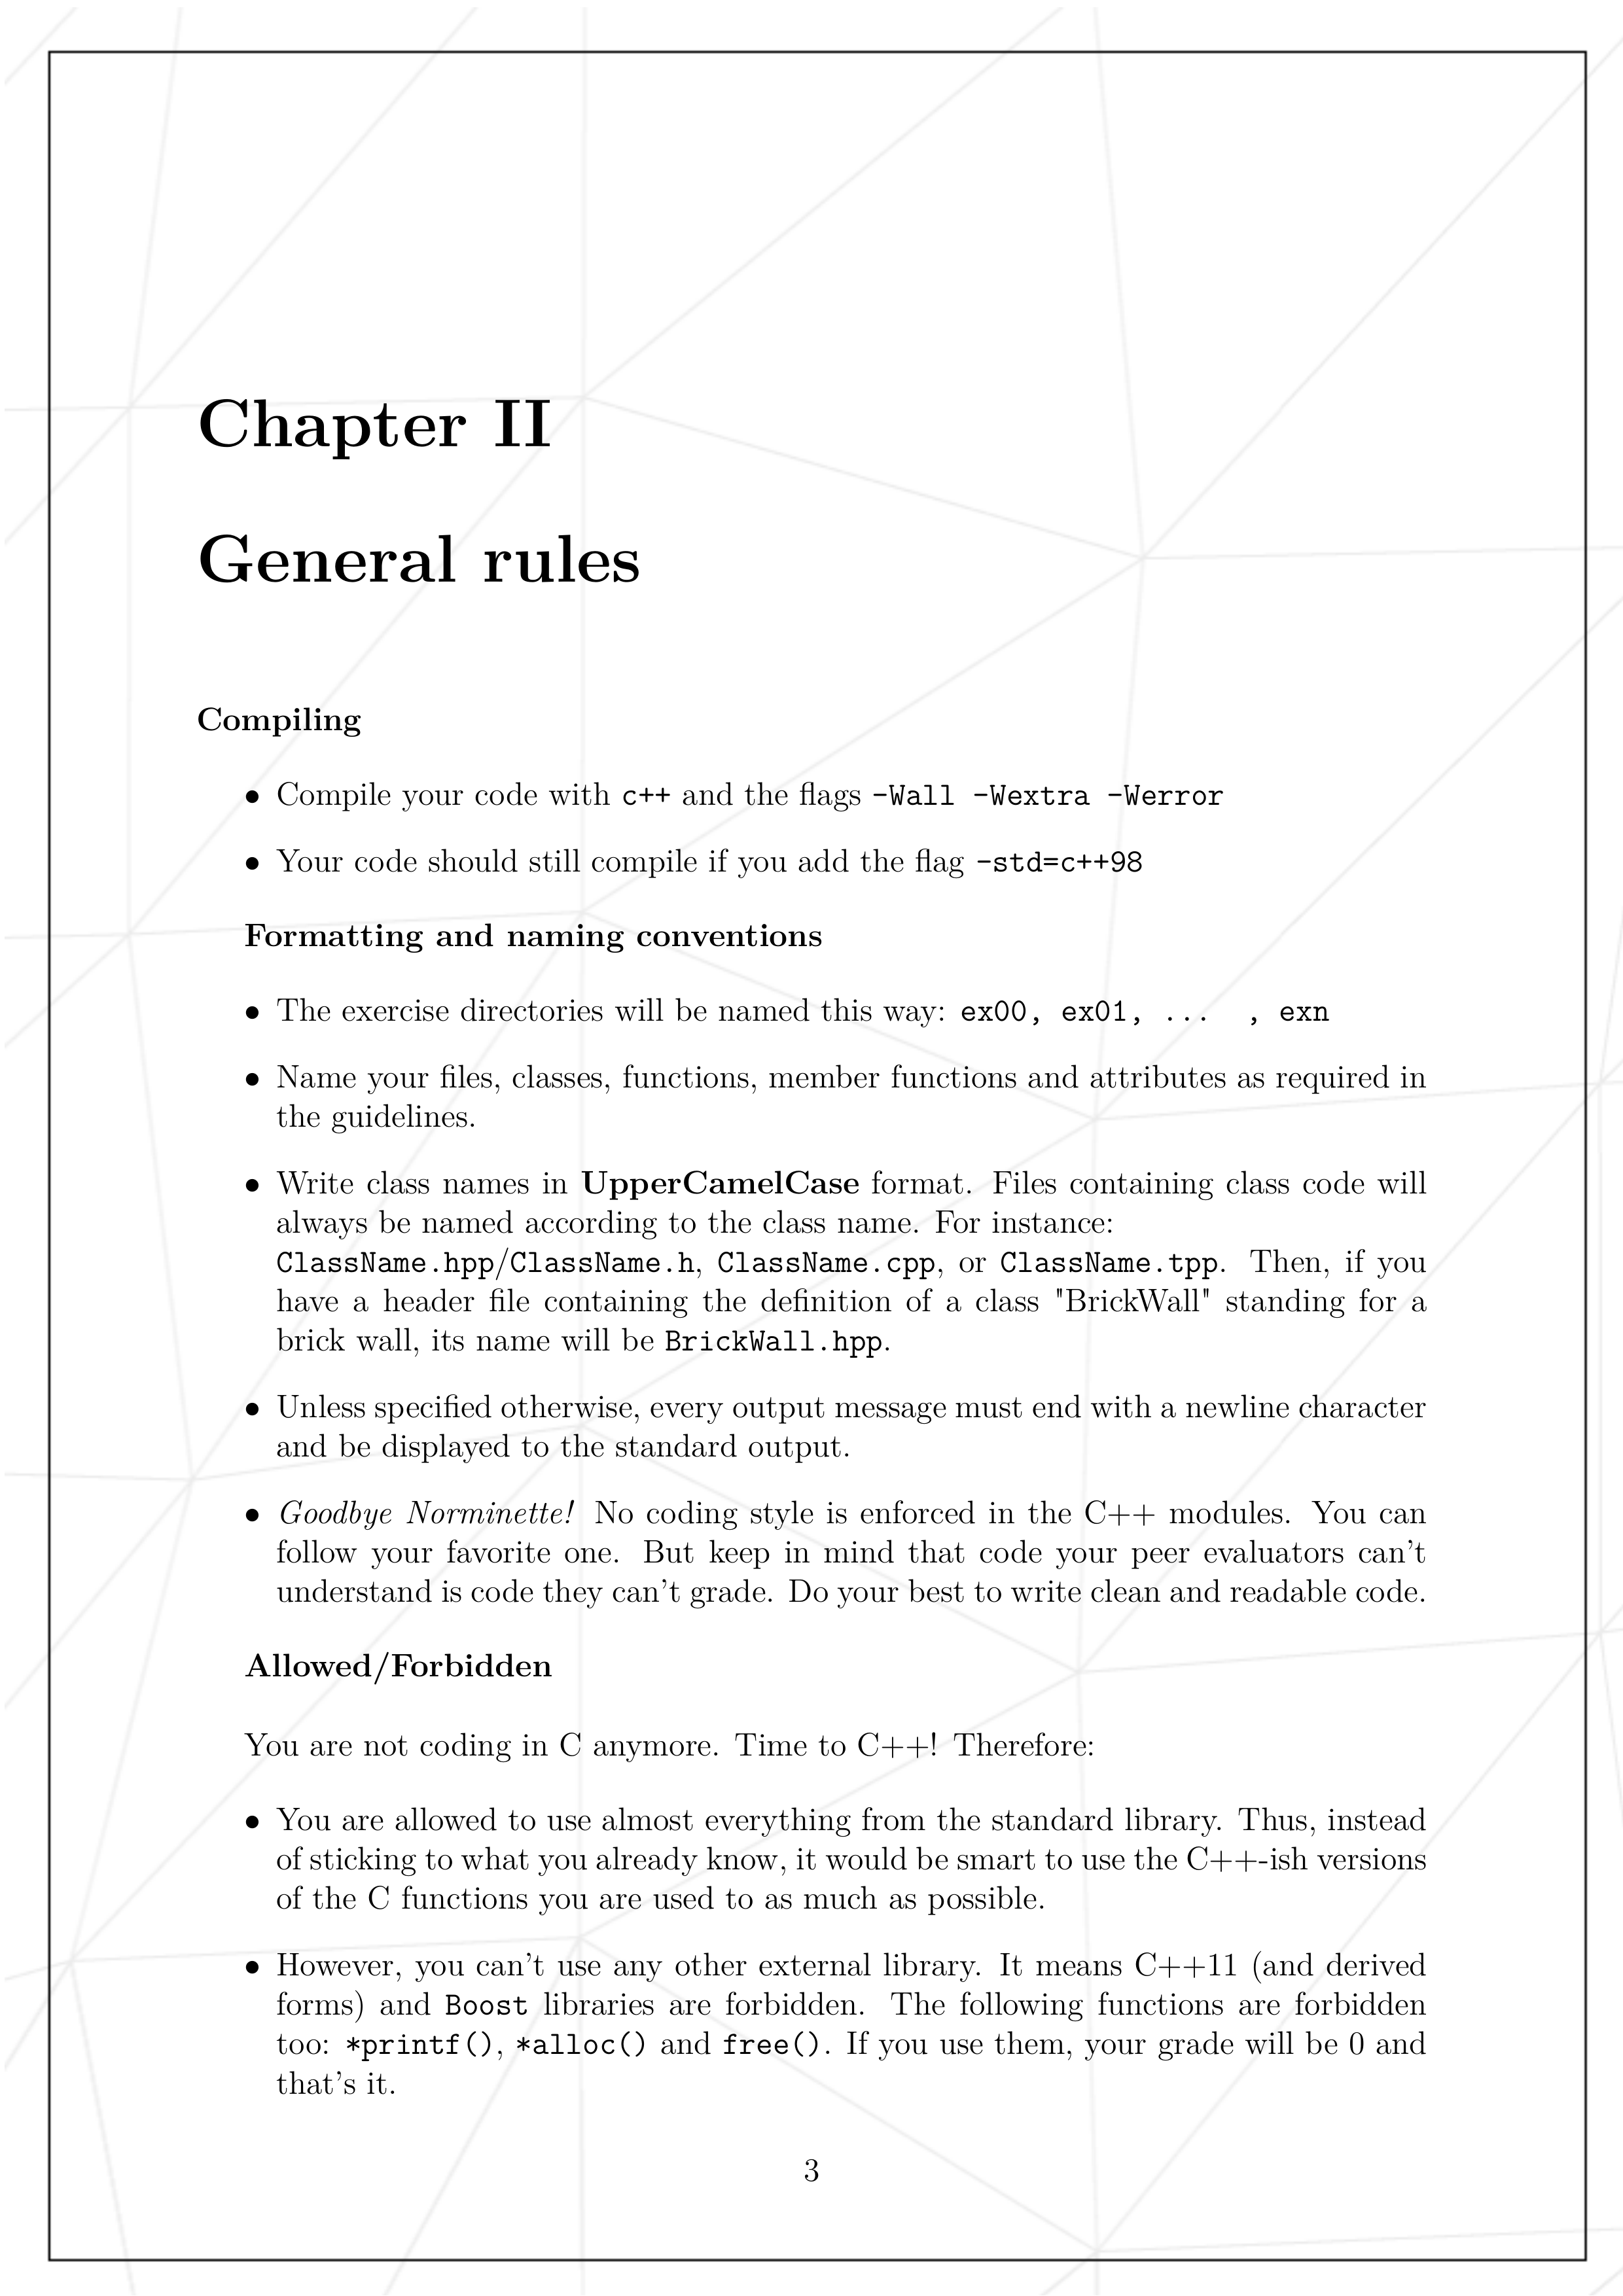 Chapter II
General rules
Compiling
• Compile your code with c++ and the flags -Wall -Wextra -Werror
• Your code should still compile if you add the flag -std=c++98
Formatting and naming conventions
• The exercise directories will be named this way: ex00, ex01, ... , exn
• Name your files, classes, functions, member functions and attributes as required in
the guidelines.
• Write class names in UpperCamelCase format. Files containing class code will
always be named according to the class name. For instance:
ClassName.hpp/ClassName.h, ClassName.cpp, or ClassName.tpp. Then, if you
have a header file containing the definition of a class "BrickWall" standing for a
brick wall, its name will be BrickWall.hpp.
• Unless specified otherwise, every output message must end with a newline character
and be displayed to the standard output.
• Goodbye Norminette! No coding style is enforced in the C++ modules. You can
follow your favorite one. But keep in mind that code your peer evaluators can't
understand is code they can't grade. Do your best to write clean and readable code.
Allowed/Forbidden
You are not coding in C anymore. Time to C++! Therefore:
• You are allowed to use almost everything from the standard library. Thus, instead
of sticking to what you already know, it would be smart to use the C++-ish versions
of the C functions you are used to as much as possible.
• However, you can't use any other external library. It means C++11 (and derived
forms) and Boost libraries are forbidden. The following functions are forbidden
too: *printf(), *alloc() and free(). If you use them, your grade will be 0 and
that's it.
3